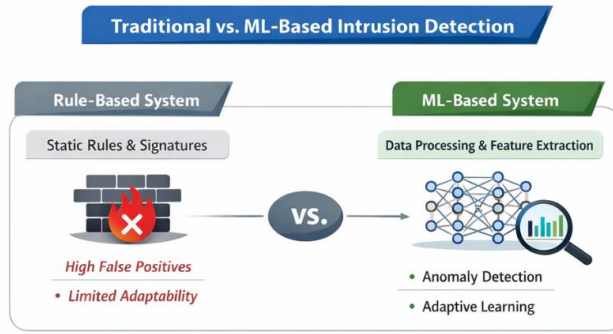 Traditional vs. ML-Based Intrusion Detection
Rule-Based System
Static Rules & Signatures
High False Positives
• Limited Adaptability
vs.
ML-Based System
Data Processing & Feature Extraction
• Anomaly Detection
• Adaptive Learning